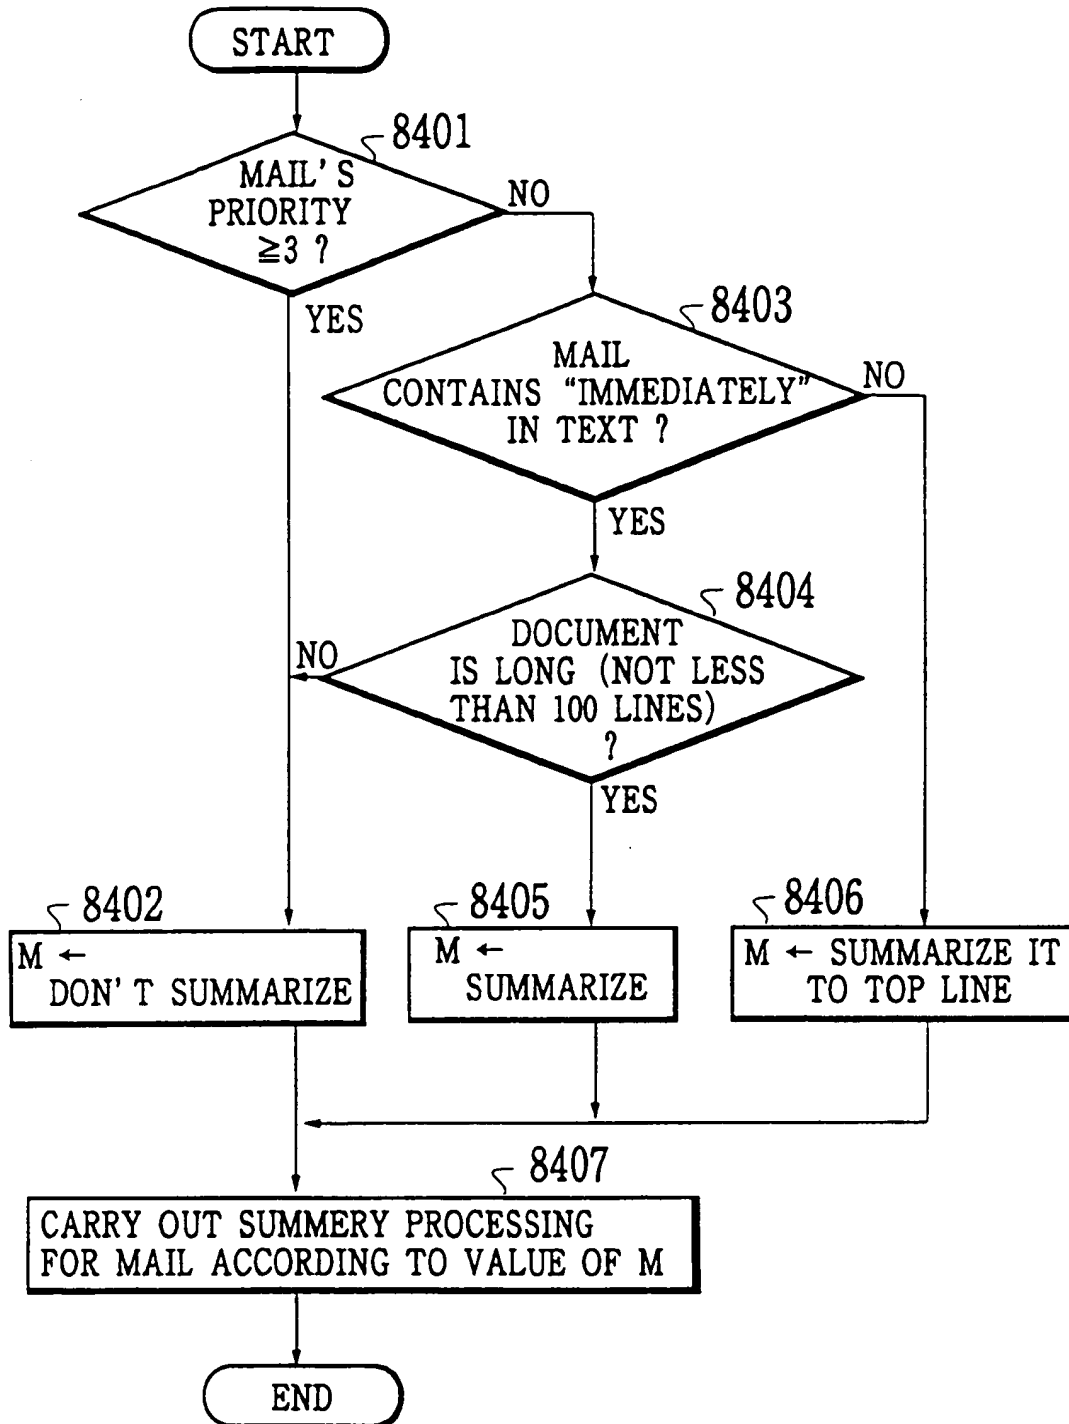 START
8401
MAIL'S
PRIORITY
≧3 ?
NO
YES
8403
MAIL
CONTAINS “IMMEDIATELY”
IN TEXT ?
NO
YES
8404
DOCUMENT
IS LONG (NOT LESS
THAN 100 LINES)
?
NO
YES
8402
M ←
DON'T SUMMARIZE
8405
M ←
SUMMARIZE
8406
M ← SUMMARIZE IT
TO TOP LINE
8407
CARRY OUT SUMMERY PROCESSING
FOR MAIL ACCORDING TO VALUE OF M
END